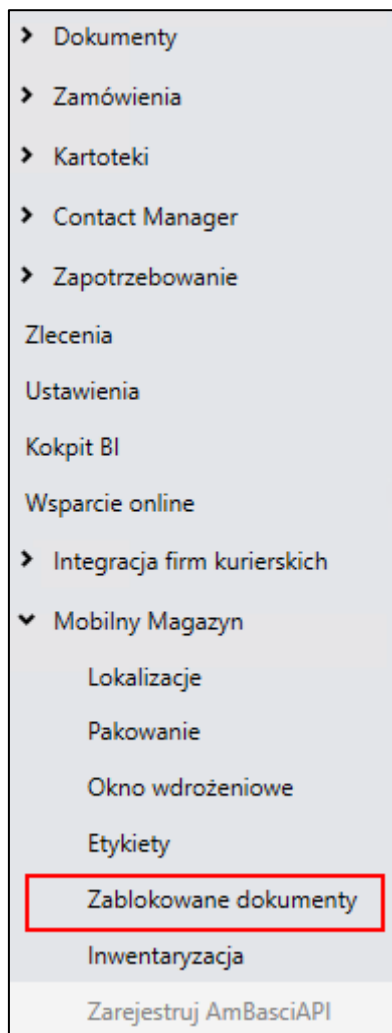 Dokumenty
Zamówienia
Kartoteki
Contact Manager
Zapotrzebowanie
Zlecenia
Ustawienia
Kokpit BI
Wsparcie online
Integracja firm kurierskich
Mobilny Magazyn
Lokalizacje
Pakowanie
Okno wdrożeniowe
Etykiety
Zablokowane dokumenty
Inwentaryzacja
Zarejestruj AmBasciAPI